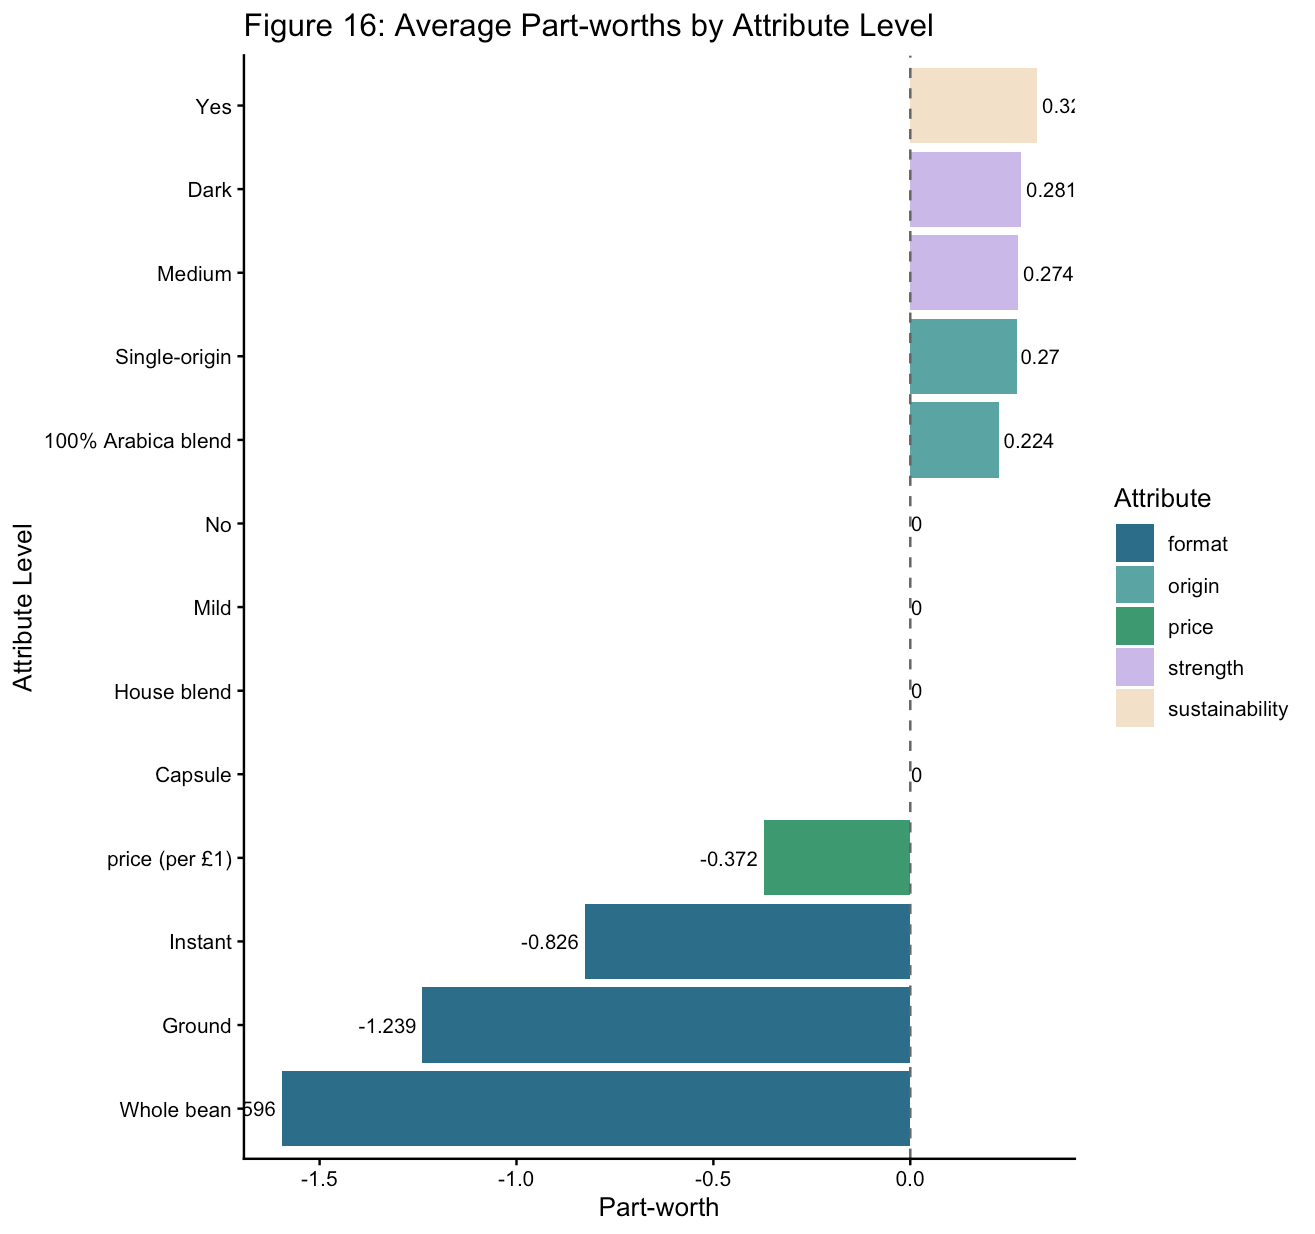 Figure 16: Average Part-worths by Attribute Level
Attribute Level
Yes
0.32
Dark
0.281
Medium
0.274
Single-origin
0.27
100% Arabica blend
0.224
No
0
Mild
0
House blend
0
Capsule
0
price (per £1)
-0.372
Instant
-0.826
Ground
-1.239
Whole bean
596
-1.5
-1.0
-0.5
0.0
Part-worth
Attribute
format
origin
price
strength
sustainability